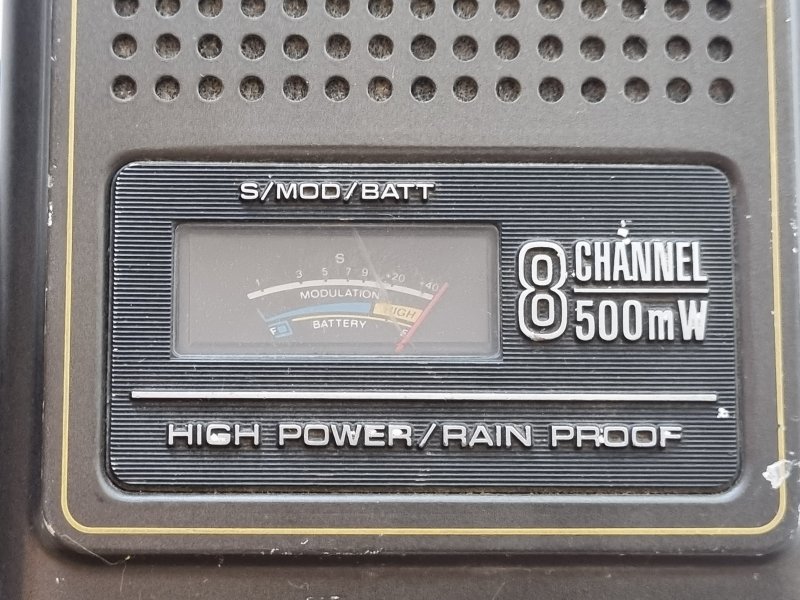 S/MOD/BATT
S
1 3 5 7 9 +20 +40
MODULATION
HIGH
BATTERY
8 CHANNEL
500mW
HIGH POWER/RAIN PROOF